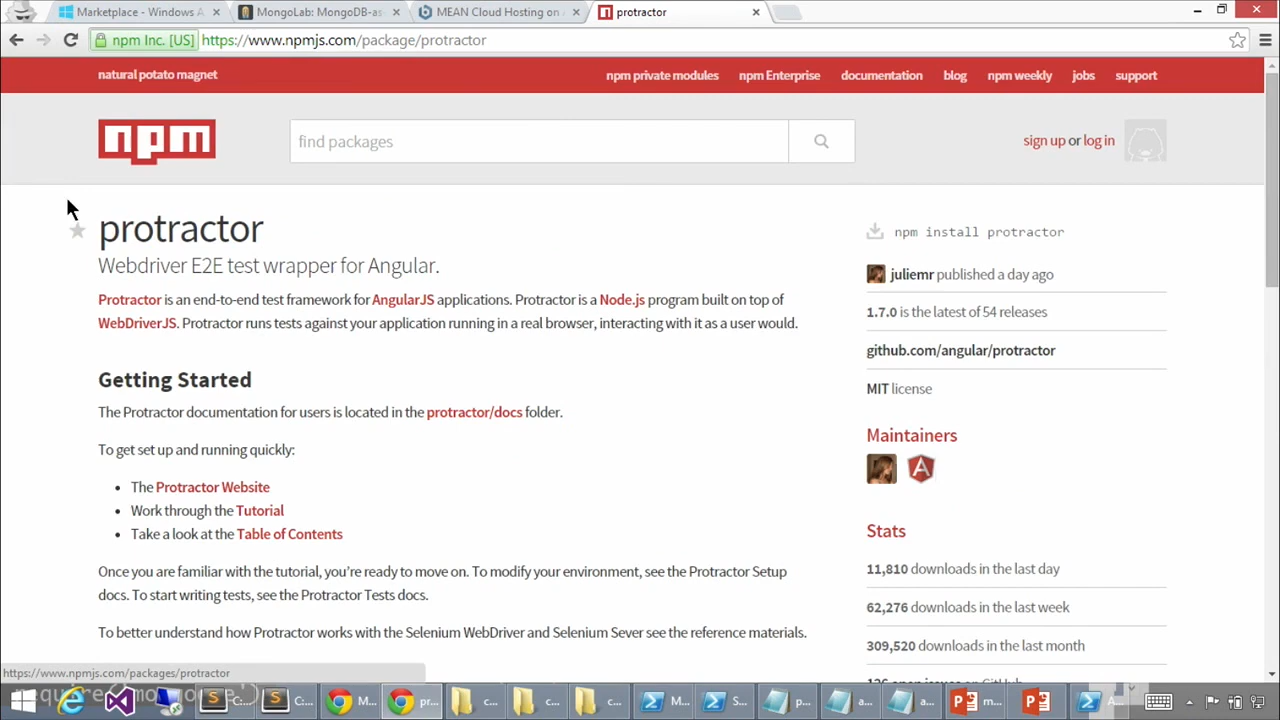 Marketplace - Windows A
MongoLab: MongoDB-as-
MEAN Cloud Hosting on A
protractor
npm Inc. [US]
https://www.npmjs.com/package/protractor
natural potato magnet
npm private modules
npm Enterprise
documentation
blog
npm weekly
jobs
support
npm
find packages
sign up or log in
protractor
Webdriver E2E test wrapper for Angular.
Protractor is an end-to-end test framework for AngularJS applications. Protractor is a Node.js program built on top of
WebDriverJS. Protractor runs tests against your application running in a real browser, interacting with it as a user would.
Getting Started
The Protractor documentation for users is located in the protractor/docs folder.
To get set up and running quickly:
• The Protractor Website
• Work through the Tutorial
• Take a look at the Table of Contents
Once you are familiar with the tutorial, you're ready to move on. To modify your environment, see the Protractor Setup
docs. To start writing tests, see the Protractor Tests docs.
To better understand how Protractor works with the Selenium WebDriver and Selenium Sever see the reference materials.
npm install protractor
juliemr published a day ago
1.7.0 is the latest of 54 releases
github.com/angular/protractor
MIT license
Maintainers
Stats
11,810 downloads in the last day
62,276 downloads in the last week
309,520 downloads in the last month
https://www.npmjs.com/packages/protractor
C...
C...
M...
pr...
c...
c...
c...
M...
S...
p...
a...
a...
m...